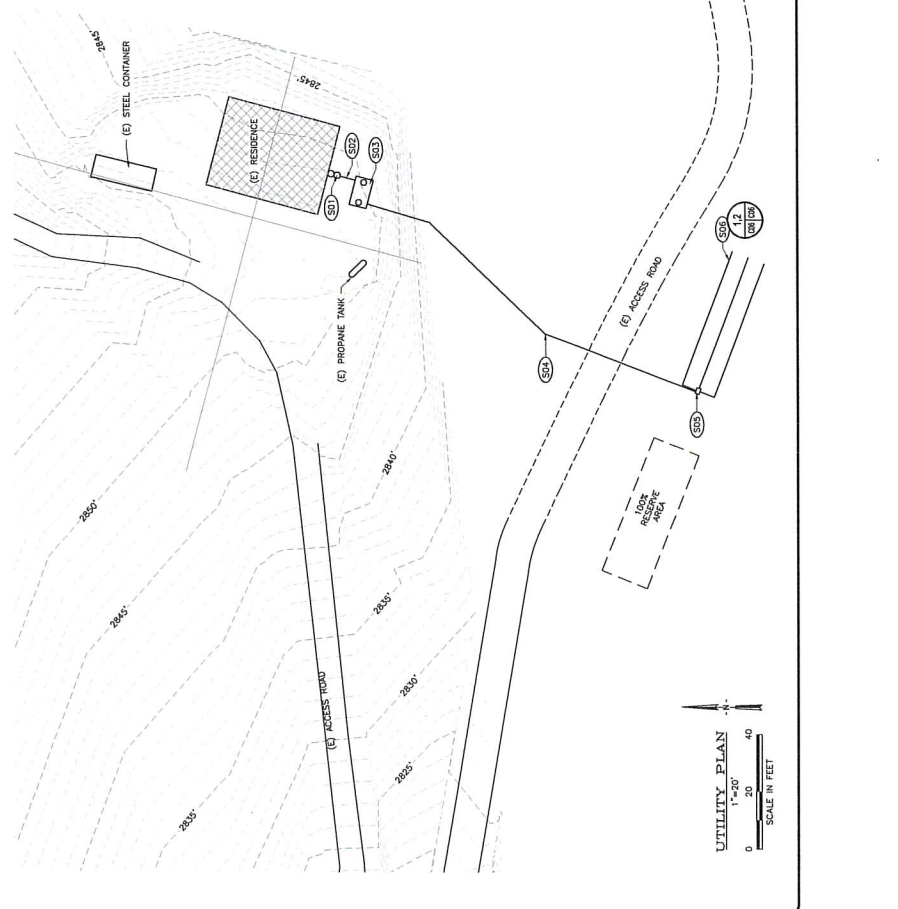 2845'
(E) STEEL CONTAINER
2845'
(E) RESIDENCE
S01
S02
S03
(E) PROPANE TANK
S04
(E) ACCESS ROAD
S06
1,2
C06
C06
S05
100%
RESERVE
AREA
2850'
2845'
2840'
2835'
2830'
2825'
2835'
(E) ACCESS ROAD
-N-
UTILITY PLAN
1"=20'
0 20 40
SCALE IN FEET